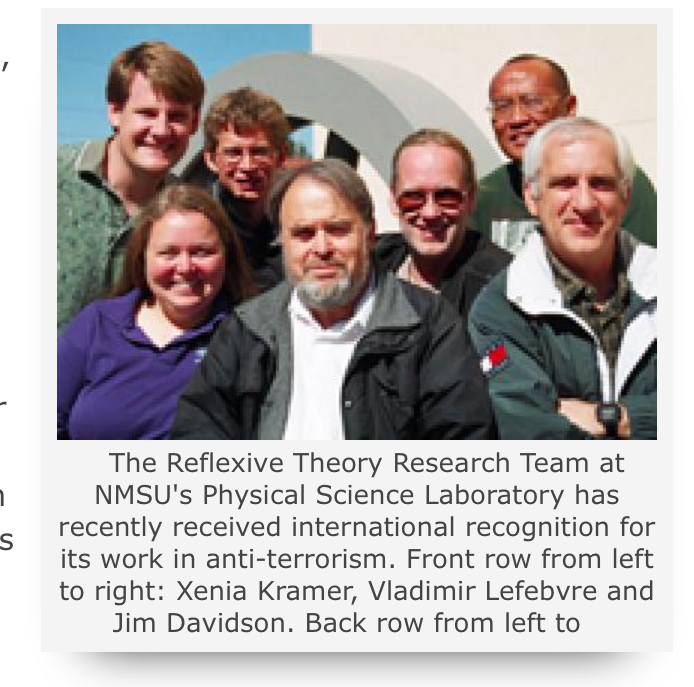 ,
r
n
s
The Reflexive Theory Research Team at
NMSU's Physical Science Laboratory has
recently received international recognition for
its work in anti-terrorism. Front row from left
to right: Xenia Kramer, Vladimir Lefebvre and
Jim Davidson. Back row from left to